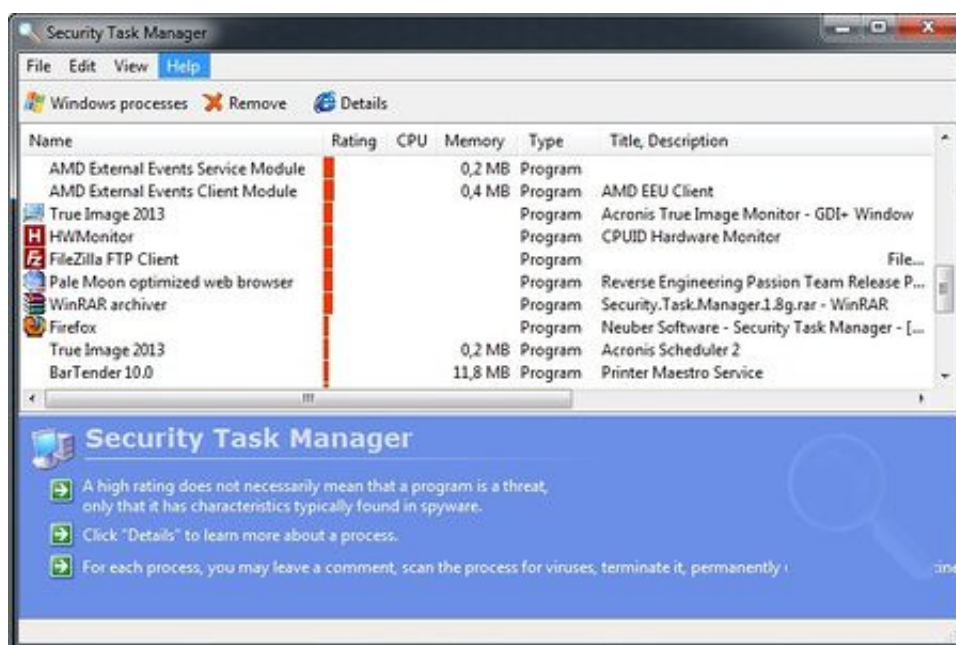 Security Task Manager
File Edit View Help
Windows processes Remove Details
Name Rating CPU Memory Type Title, Description
AMD External Events Service Module 0,2 MB Program
AMD External Events Client Module 0,4 MB Program AMD EEU Client
True Image 2013 Program Acronis True Image Monitor - GDI+ Window
HWMonitor Program CPUID Hardware Monitor
FileZilla FTP Client Program File...
Pale Moon optimized web browser Program Reverse Engineering Passion Team Release P...
WinRAR archiver Program Security.Task.Manager.1.8g.rar - WinRAR
Firefox Program Neuber Software - Security Task Manager - [...
True Image 2013 0,2 MB Program Acronis Scheduler 2
BarTender 10.0 11,8 MB Program Printer Maestro Service
Security Task Manager
A high rating does not necessarily mean that a program is a threat,
only that it has characteristics typically found in spyware.
Click "Details" to learn more about a process.
For each process, you may leave a comment, scan the process for viruses, terminate it, permanently